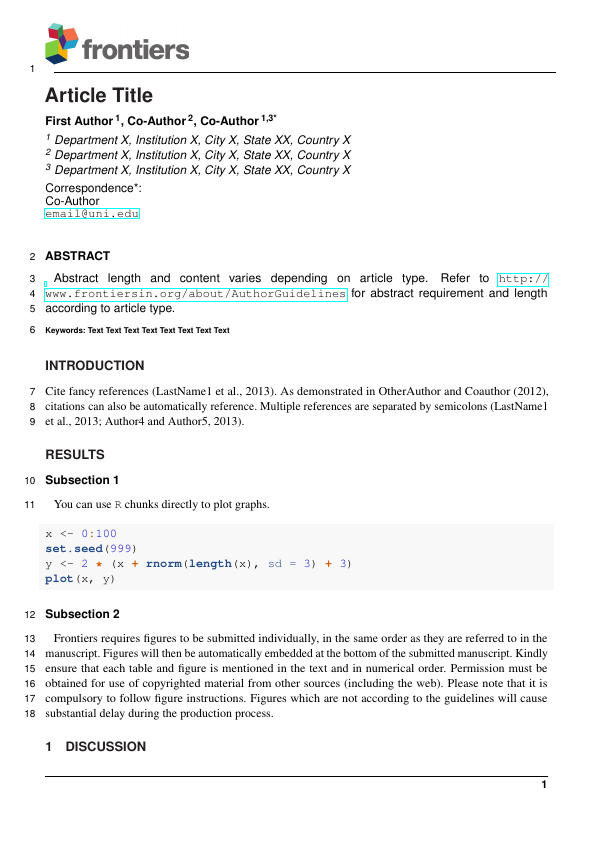 frontiers
1
Article Title
First Author 1, Co-Author 2, Co-Author 1,3*
1 Department X, Institution X, City X, State XX, Country X
2 Department X, Institution X, City X, State XX, Country X
3 Department X, Institution X, City X, State XX, Country X
Correspondence*:
Co-Author
email@uni.edu
2 ABSTRACT
3 Abstract length and content varies depending on article type. Refer to http://
4 www.frontiersin.org/about/AuthorGuidelines for abstract requirement and length
5 according to article type.
6 Keywords: Text Text Text Text Text Text Text Text
INTRODUCTION
7 Cite fancy references (LastName1 et al., 2013). As demonstrated in OtherAuthor and Coauthor (2012),
8 citations can also be automatically reference. Multiple references are separated by semicolons (LastName1
9 et al., 2013; Author4 and Author5, 2013).
RESULTS
10 Subsection 1
11 You can use R chunks directly to plot graphs.
x <- 0:100
set.seed(999)
y <- 2 * (x + rnorm(length(x), sd = 3) + 3)
plot(x, y)
12 Subsection 2
13 Frontiers requires figures to be submitted individually, in the same order as they are referred to in the
14 manuscript. Figures will then be automatically embedded at the bottom of the submitted manuscript. Kindly
15 ensure that each table and figure is mentioned in the text and in numerical order. Permission must be
16 obtained for use of copyrighted material from other sources (including the web). Please note that it is
17 compulsory to follow figure instructions. Figures which are not according to the guidelines will cause
18 substantial delay during the production process.
1 DISCUSSION
1